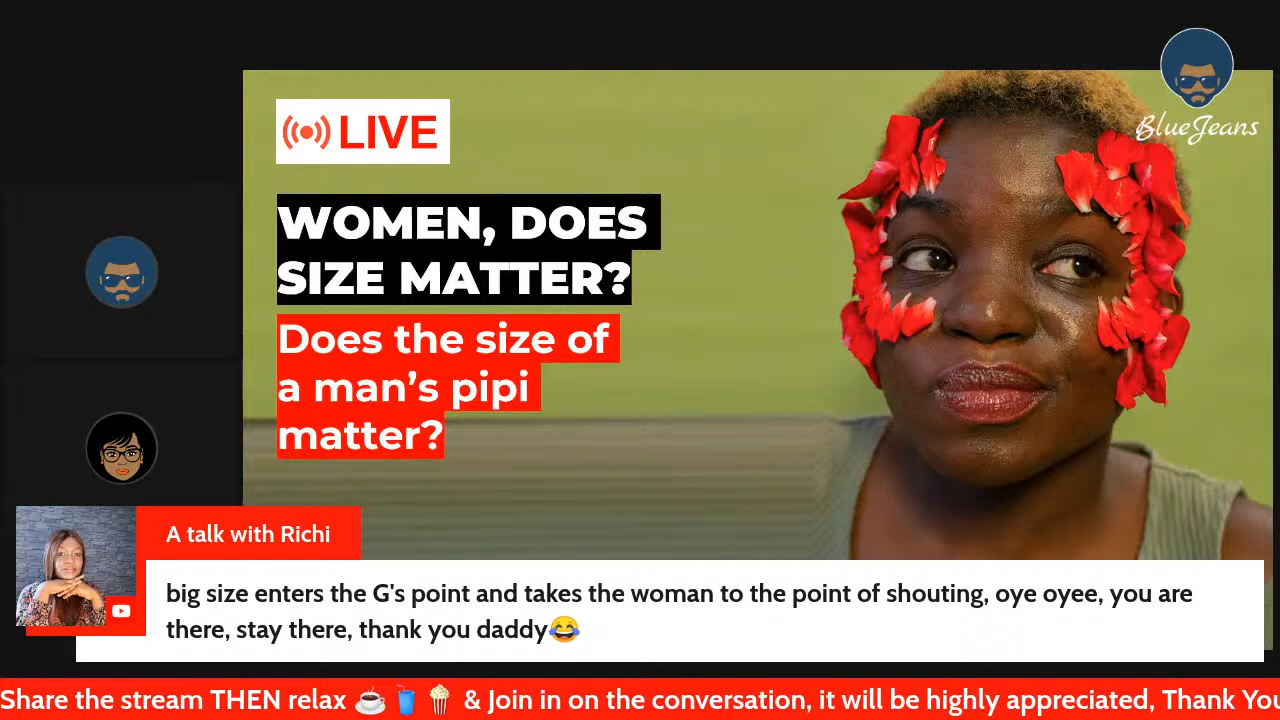 BlueJeans
LIVE
WOMEN, DOES
SIZE MATTER?
Does the size of
a man's pipi
matter?
A talk with Richi
big size enters the G's point and takes the woman to the point of shouting, oye oyee, you are
there, stay there, thank you daddy😂
Share the stream THEN relax ☕🥤🍿 & Join in on the conversation, it will be highly appreciated, Thank You